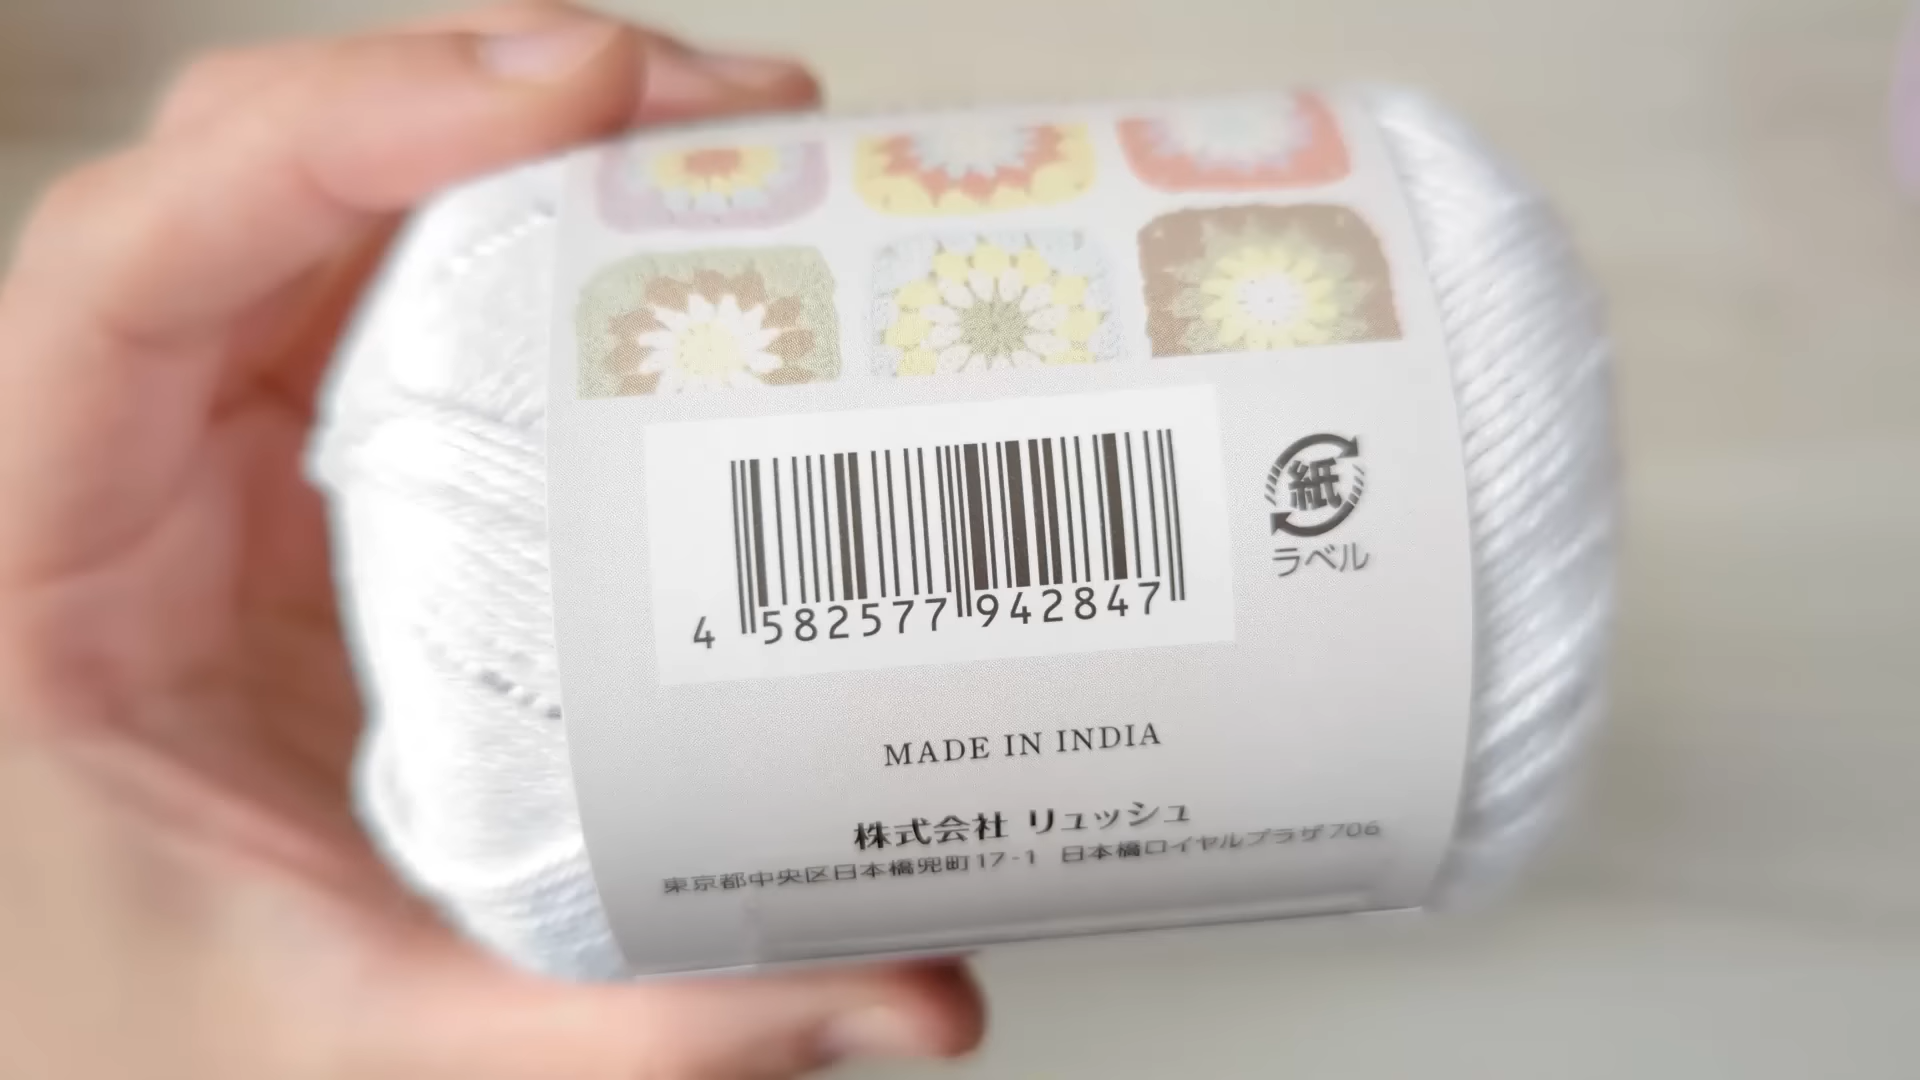 4 582577 942847
紙
ラベル
MADE IN INDIA
株式会社 リュッシュ
東京都中央区日本橋兜町17-1 日本橋ロイヤルプラザ706